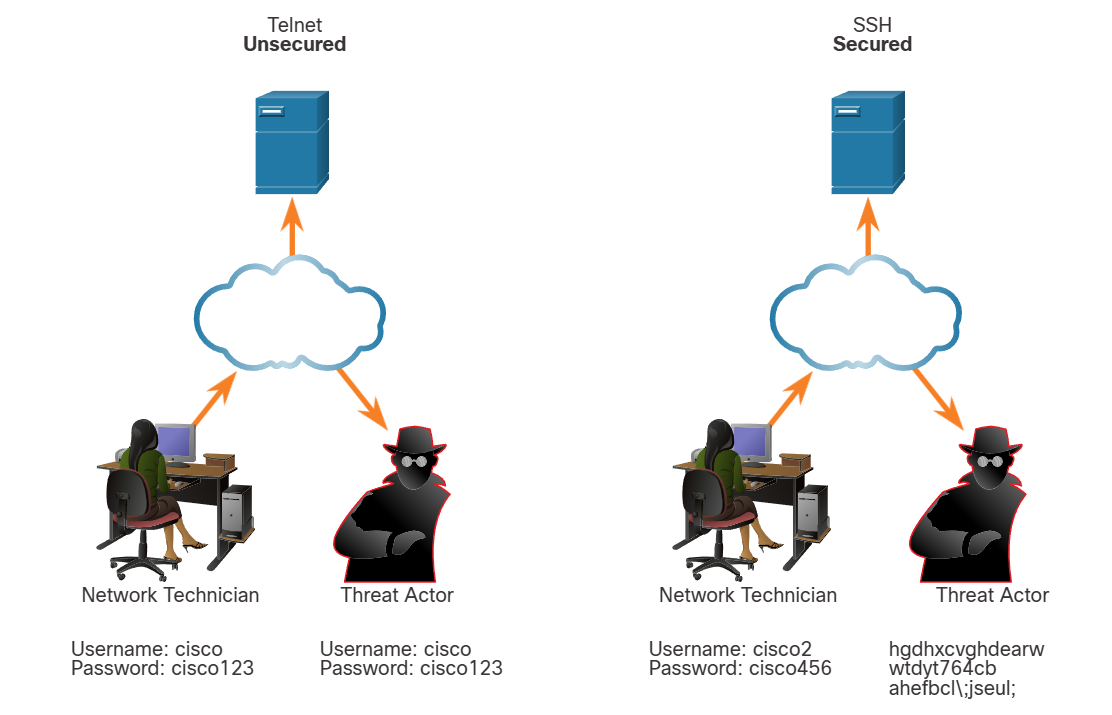 Telnet
Unsecured
SSH
Secured
Network Technician
Threat Actor
Network Technician
Threat Actor
Username: cisco
Password: cisco123
Username: cisco
Password: cisco123
Username: cisco2
Password: cisco456
hgdhxcvghdearw
wtdyt764cb
ahefbcl\;jseul;